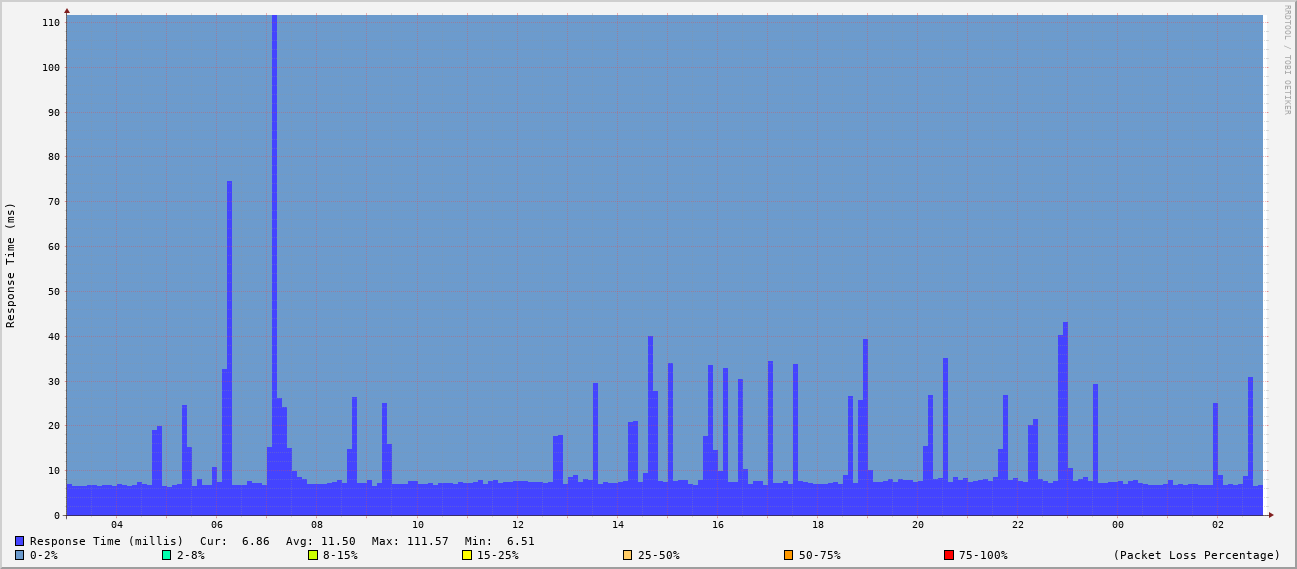 RRDTOOL / TOBI OETIKER
Response Time (ms)
110
100
90
80
70
60
50
40
30
20
10
0
04 06 08 10 12 14 16 18 20 22 00 02
Response Time (millis) Cur: 6.86 Avg: 11.50 Max: 111.57 Min: 6.51
0-2% 2-8% 8-15% 15-25% 25-50% 50-75% 75-100% (Packet Loss Percentage)